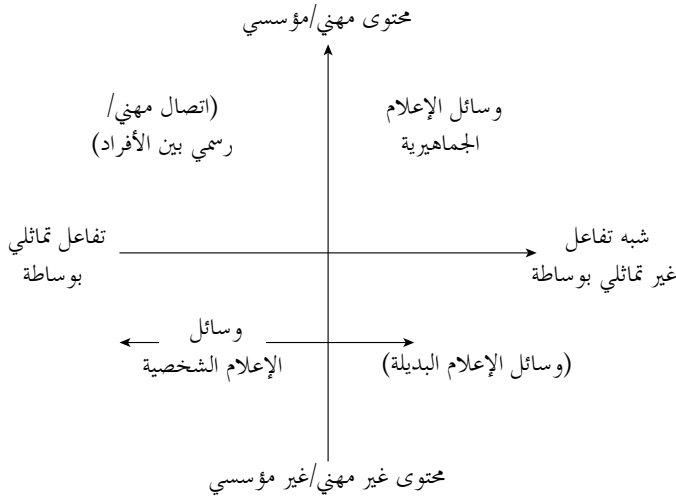 محتوى مهني/مؤسسي
وسائل الإعلام
الجماهيرية
(اتصال مهني/
رسمي بين الأفراد)
شبه تفاعل
غير تماثلي بوساطة
تفاعل تماثلي
بوساطة
وسائل
الإعلام الشخصية
(وسائل الإعلام البديلة)
محتوى غير مهني/غير مؤسسي